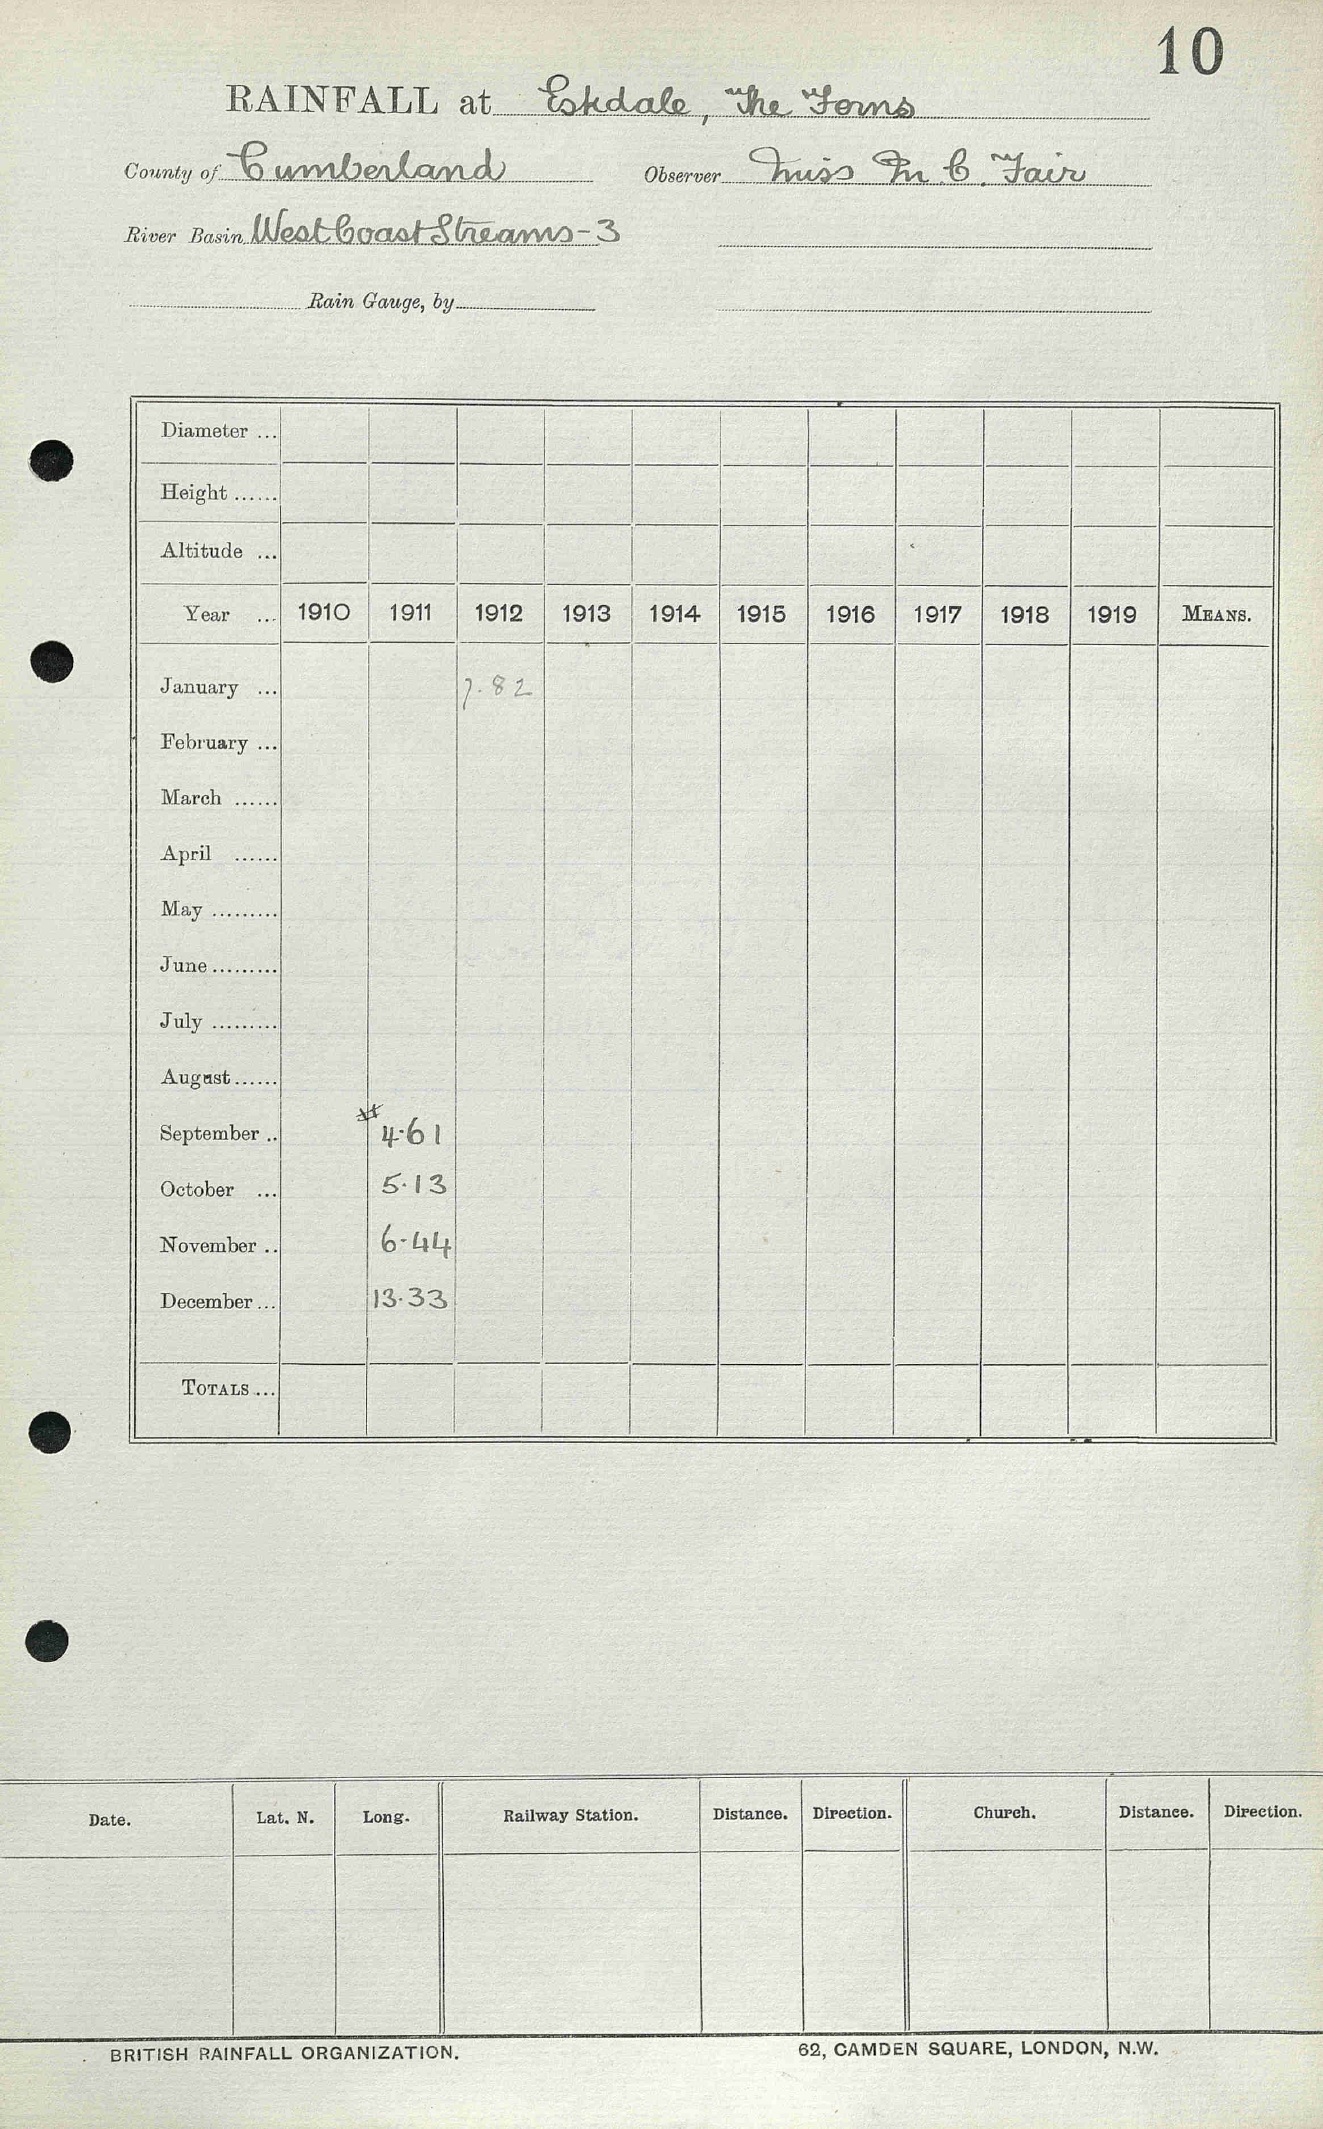 10
RAINFALL at Eskdale, The Ferns
County of Cumberland Observer Miss M C. Fair
River Basin West Coast Streams-3
Rain Gauge, by
Diameter ...
Height ......
Altitude ...
Year ... 1910 1911 1912 1913 1914 1915 1916 1917 1918 1919 MEANS.
January ... 7.82
February ...
March ......
April ......
May .........
June .........
July .........
August ......
September .. 4.61
October ... 5.13
November .. 6.44
December ... 13.33
TOTALS ...
Date. Lat. N. Long. Railway Station. Distance. Direction. Church. Distance. Direction.
BRITISH RAINFALL ORGANIZATION. 62, CAMDEN SQUARE, LONDON, N.W.